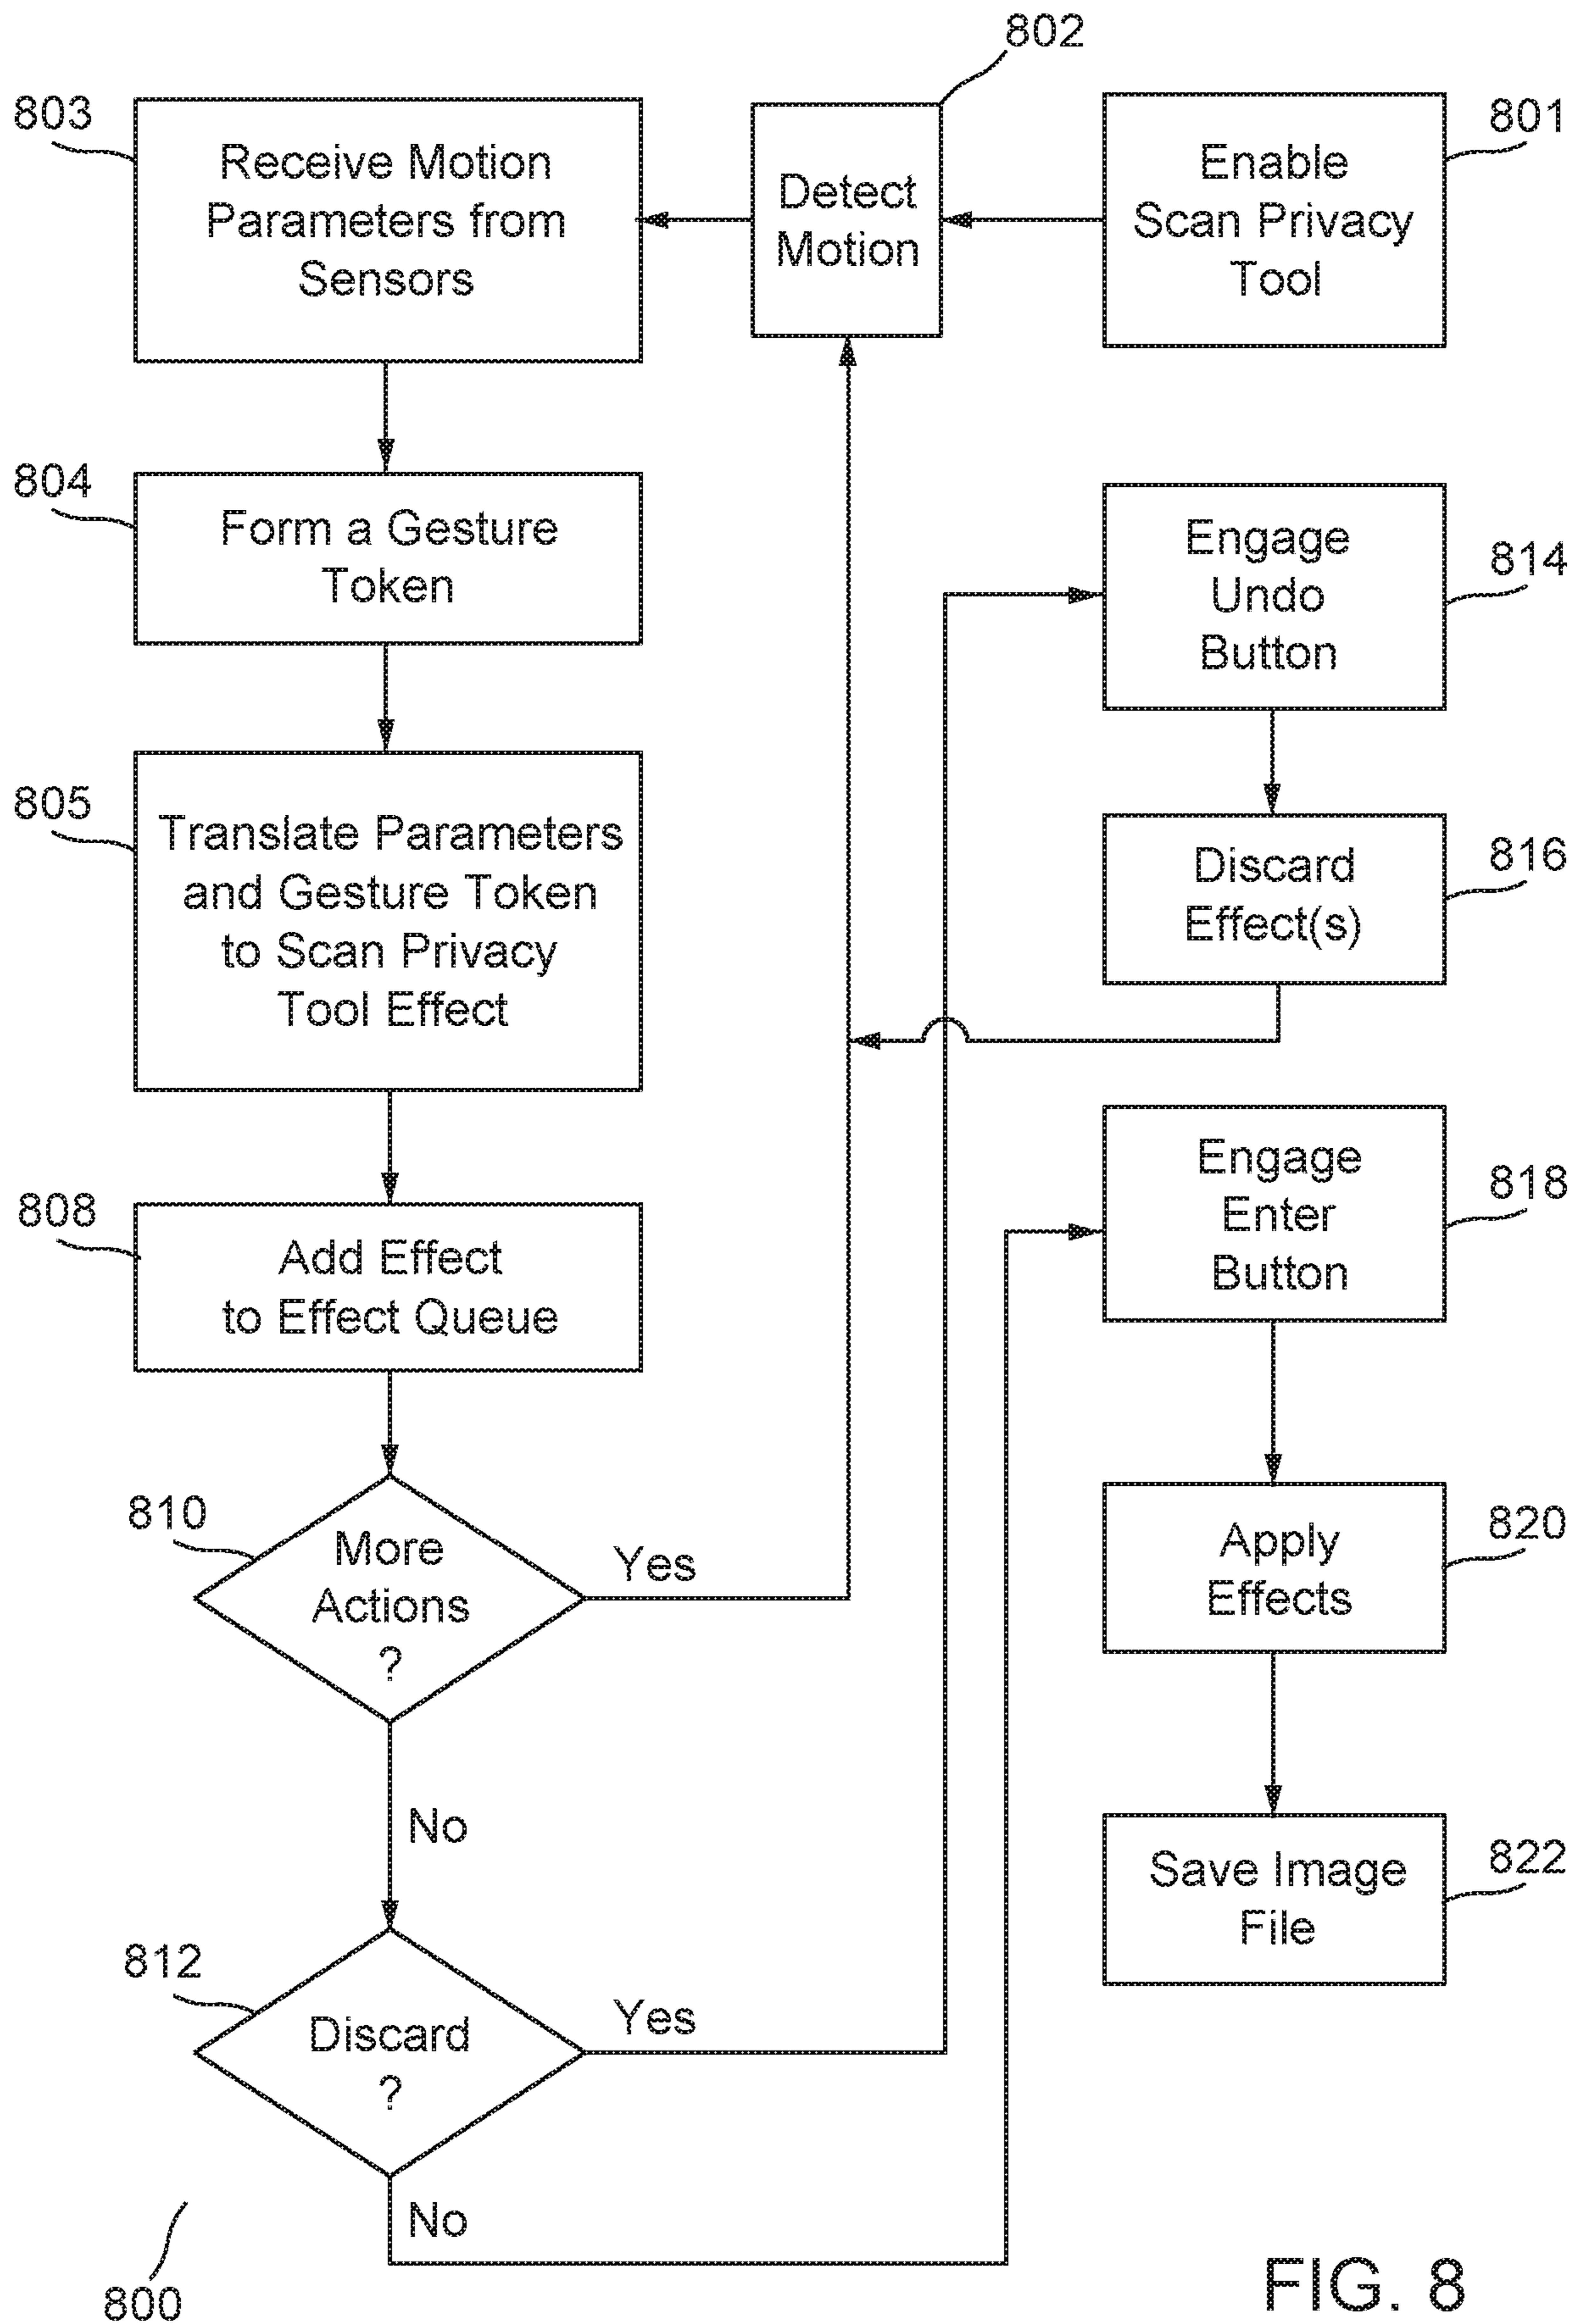 802
803
Receive Motion
Parameters from
Sensors
Detect
Motion
801
Enable
Scan Privacy
Tool
804
Form a Gesture
Token
805
Translate Parameters
and Gesture Token
to Scan Privacy
Tool Effect
808
Add Effect
to Effect Queue
810
More
Actions
?
Yes
No
812
Discard
?
Yes
No
814
Engage
Undo
Button
816
Discard
Effect(s)
818
Engage
Enter
Button
820
Apply
Effects
822
Save Image
File
800
FIG. 8